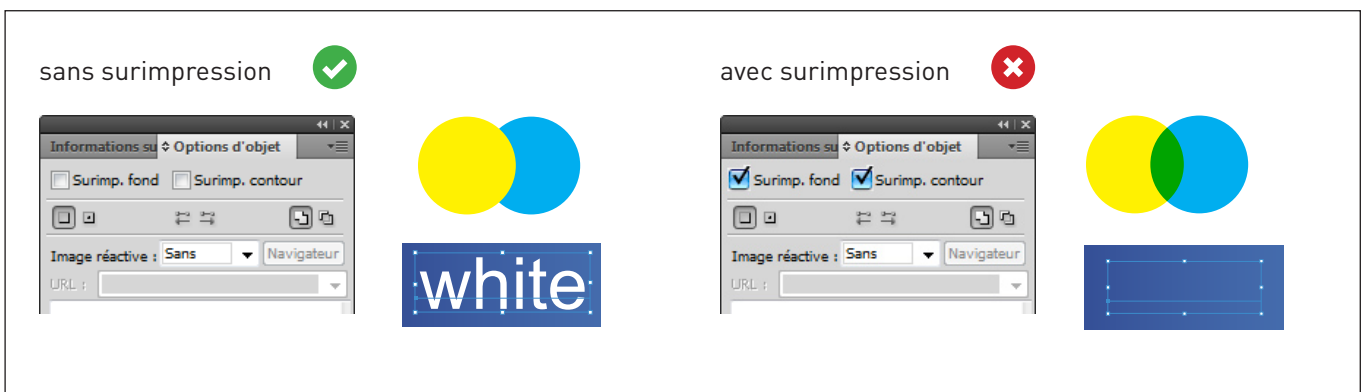 sans surimpression
Informations su Options d'objet
Surimp. fond Surimp. contour
Image réactive : Sans Navigateur
URL :
white
avec surimpression
Informations su Options d'objet
Surimp. fond Surimp. contour
Image réactive : Sans Navigateur
URL :